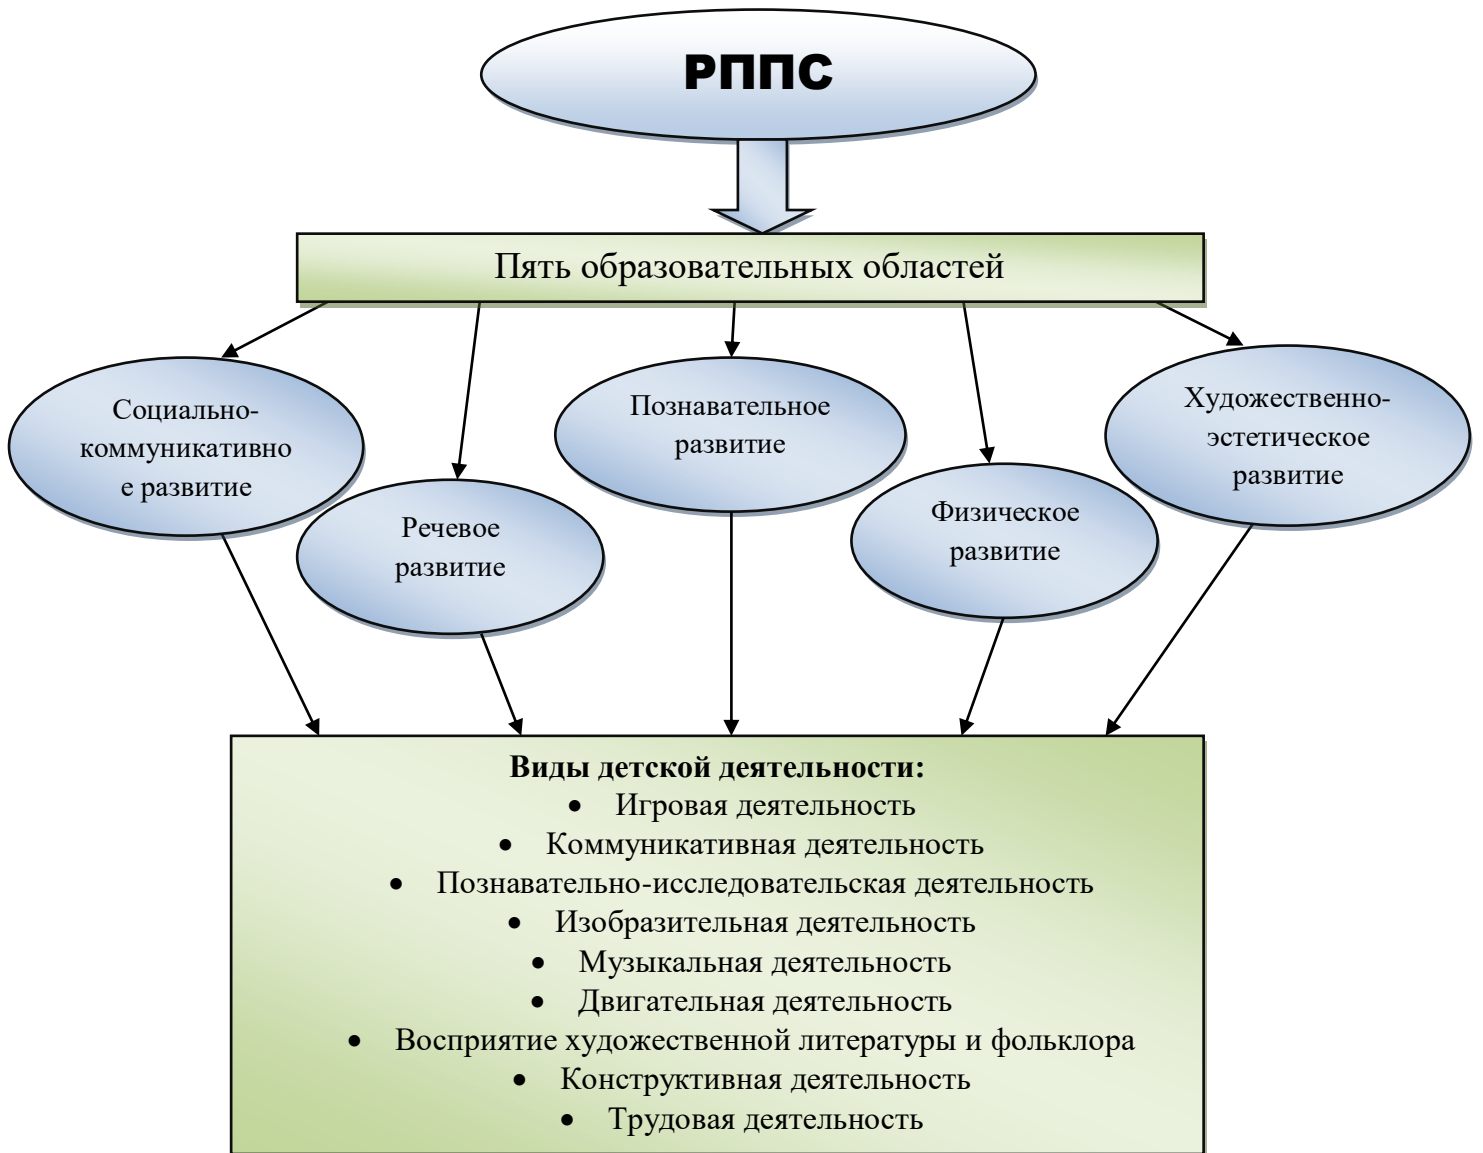 РППС
Пять образовательных областей
Социально-
коммуникативно
е развитие
Речевое
развитие
Познавательное
развитие
Физическое
развитие
Художественно-
эстетическое
развитие
Виды детской деятельности:
• Игровая деятельность
• Коммуникативная деятельность
• Познавательно-исследовательская деятельность
• Изобразительная деятельность
• Музыкальная деятельность
• Двигательная деятельность
• Восприятие художественной литературы и фольклора
• Конструктивная деятельность
• Трудовая деятельность